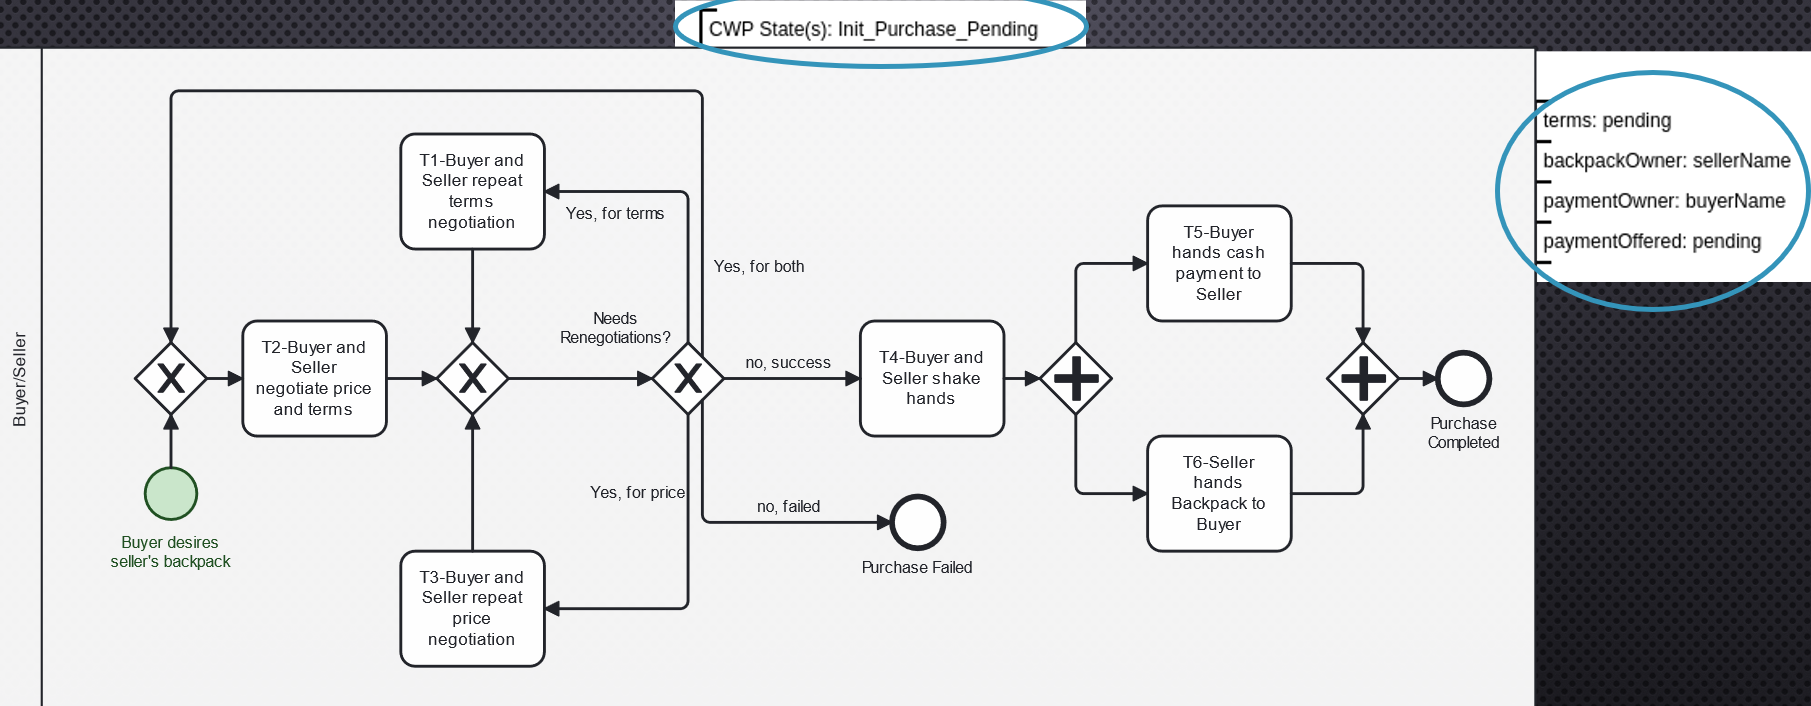 CWP State(s): Init_Purchase_Pending
terms: pending
backpackOwner: sellerName
paymentOwner: buyerName
paymentOffered: pending
Buyer/Seller
T1-Buyer and
Seller repeat
terms
negotiation
Yes, for terms
Yes, for both
Needs
Renegotiations?
T2-Buyer and
Seller
negotiate price
and terms
X
X
X
no, success
T4-Buyer and
Seller shake
hands
T5-Buyer
hands cash
payment to
Seller
T6-Seller
hands
Backpack to
Buyer
Purchase
Completed
Yes, for price
no, failed
Purchase Failed
Buyer desires
seller's backpack
T3-Buyer and
Seller repeat
price
negotiation